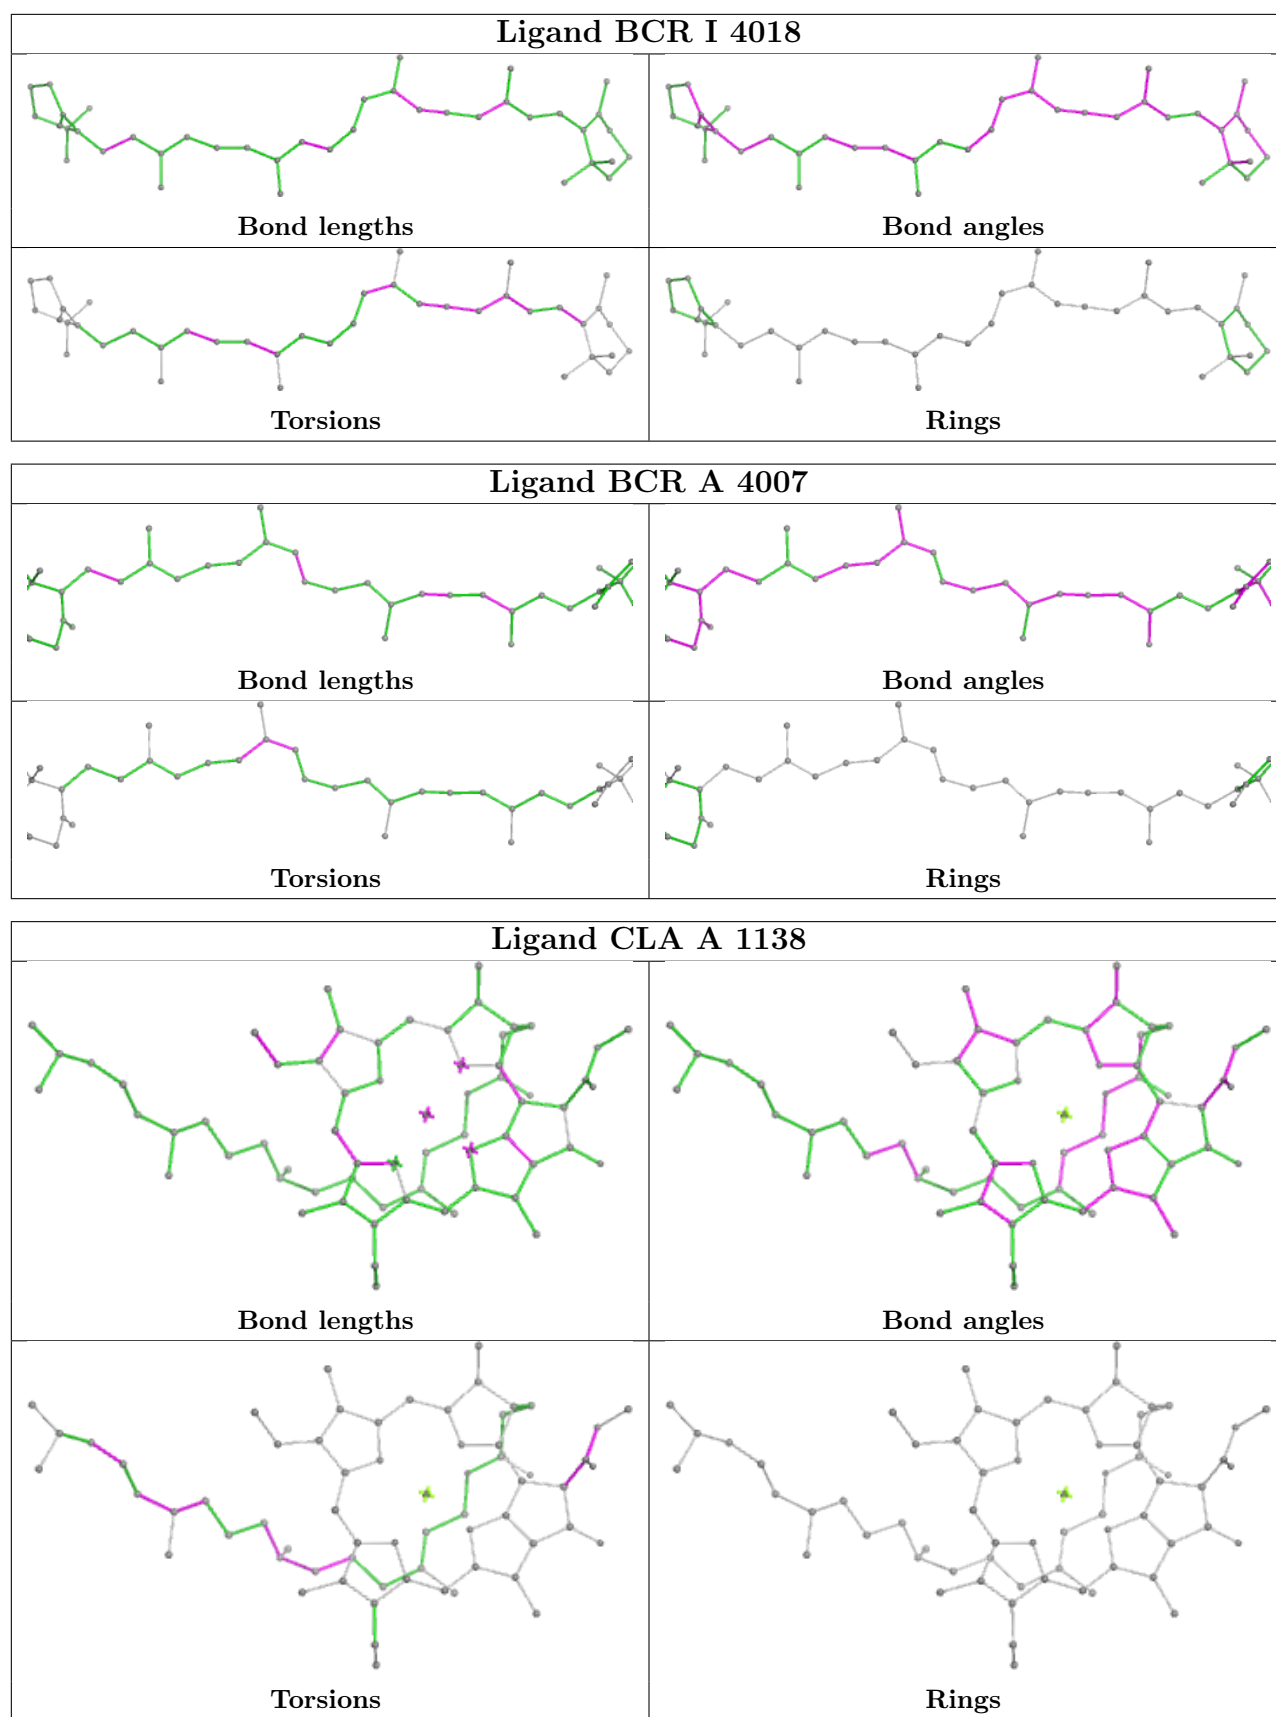 Ligand BCR I 4018
Bond lengths
Bond angles
Torsions
Rings
Ligand BCR A 4007
Bond lengths
Bond angles
Torsions
Rings
Ligand CLA A 1138
Bond lengths
Bond angles
Torsions
Rings